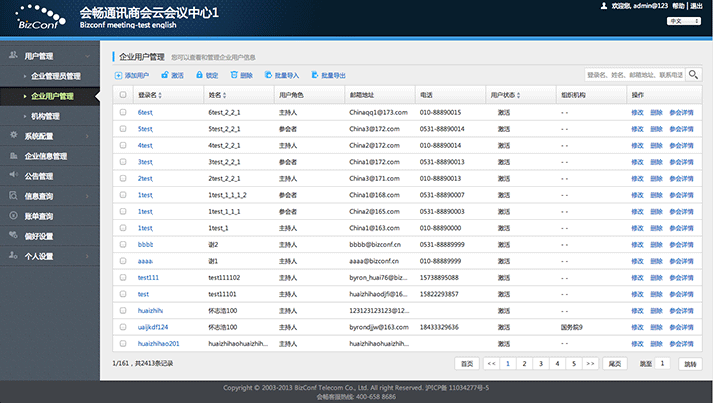 BizConf
会畅通讯商会云会议中心1
Bizconf meeting-test english
欢迎您, admin@123 帮助 | 退出
中文
用户管理
企业管理员管理
企业用户管理
机构管理
系统配置
企业信息管理
公告管理
信息查询
账单查询
偏好设置
个人设置
企业用户管理 您可以查看和管理企业用户信息
添加用户 激活 锁定 删除 批量导入 批量导出
登录名、姓名、邮箱地址、联系电话
登录名 姓名 用户角色 邮箱地址 电话 用户状态 组织机构 操作
6test 6test_2_2_1 主持人 Chinaqq1@173.com 010-88890015 激活 - - 修改 删除 参会详情
5test 5test_2_2_1 参会者 China3@172.com 0531-88890014 激活 - - 修改 删除 参会详情
4test 4test_2_2_1 主持人 China2@172.com 010-88890014 激活 - - 修改 删除 参会详情
3test 3test_2_2_1 参会者 China1@172.com 0531-88890013 激活 - - 修改 删除 参会详情
2test 2test_2_2_1 主持人 China3@171.com 010-88890013 激活 - - 修改 删除 参会详情
1test 1test_1_1_1_2 参会者 China1@168.com 0531-88890007 激活 - - 修改 删除 参会详情
1test 1test_1_1_1 参会者 China2@165.com 0531-88890003 激活 - - 修改 删除 参会详情
1test 1test_1 主持人 China1@163.com 010-88890000 激活 - - 修改 删除 参会详情
bbbb 谢2 主持人 bbbb@bizconf.cn 0531-88889999 激活 - - 修改 删除 参会详情
aaaa 谢1 主持人 aaaa@bizconf.cn 010-88889999 激活 - - 修改 删除 参会详情
test111 test111102 主持人 byron_huai76@biz... 15738895088 激活 - - 修改 删除 参会详情
test test11101 主持人 huaizhihaodjfi@16... 15822293857 激活 - - 修改 删除 参会详情
huaizhih 怀志浩100 主持人 123123123123@12... 激活 - - 修改 删除 参会详情
uaijkdf124 怀志浩100 主持人 byrondjjw@163.com 18433329636 激活 国务院9 修改 删除 参会详情
huaizhihao201 huaizhihaohuaizhih... 主持人 huaizhihaohuaizhih... 激活 - - 修改 删除 参会详情
1/161，共2413条记录 首页 << 1 2 3 4 5 >> 尾页 跳至 1 跳转
Copyright © 2003-2013 BizConf Telecom Co., Ltd. All right Reserved. 沪ICP备 11034277号-5
会畅客服热线: 400-658 8686